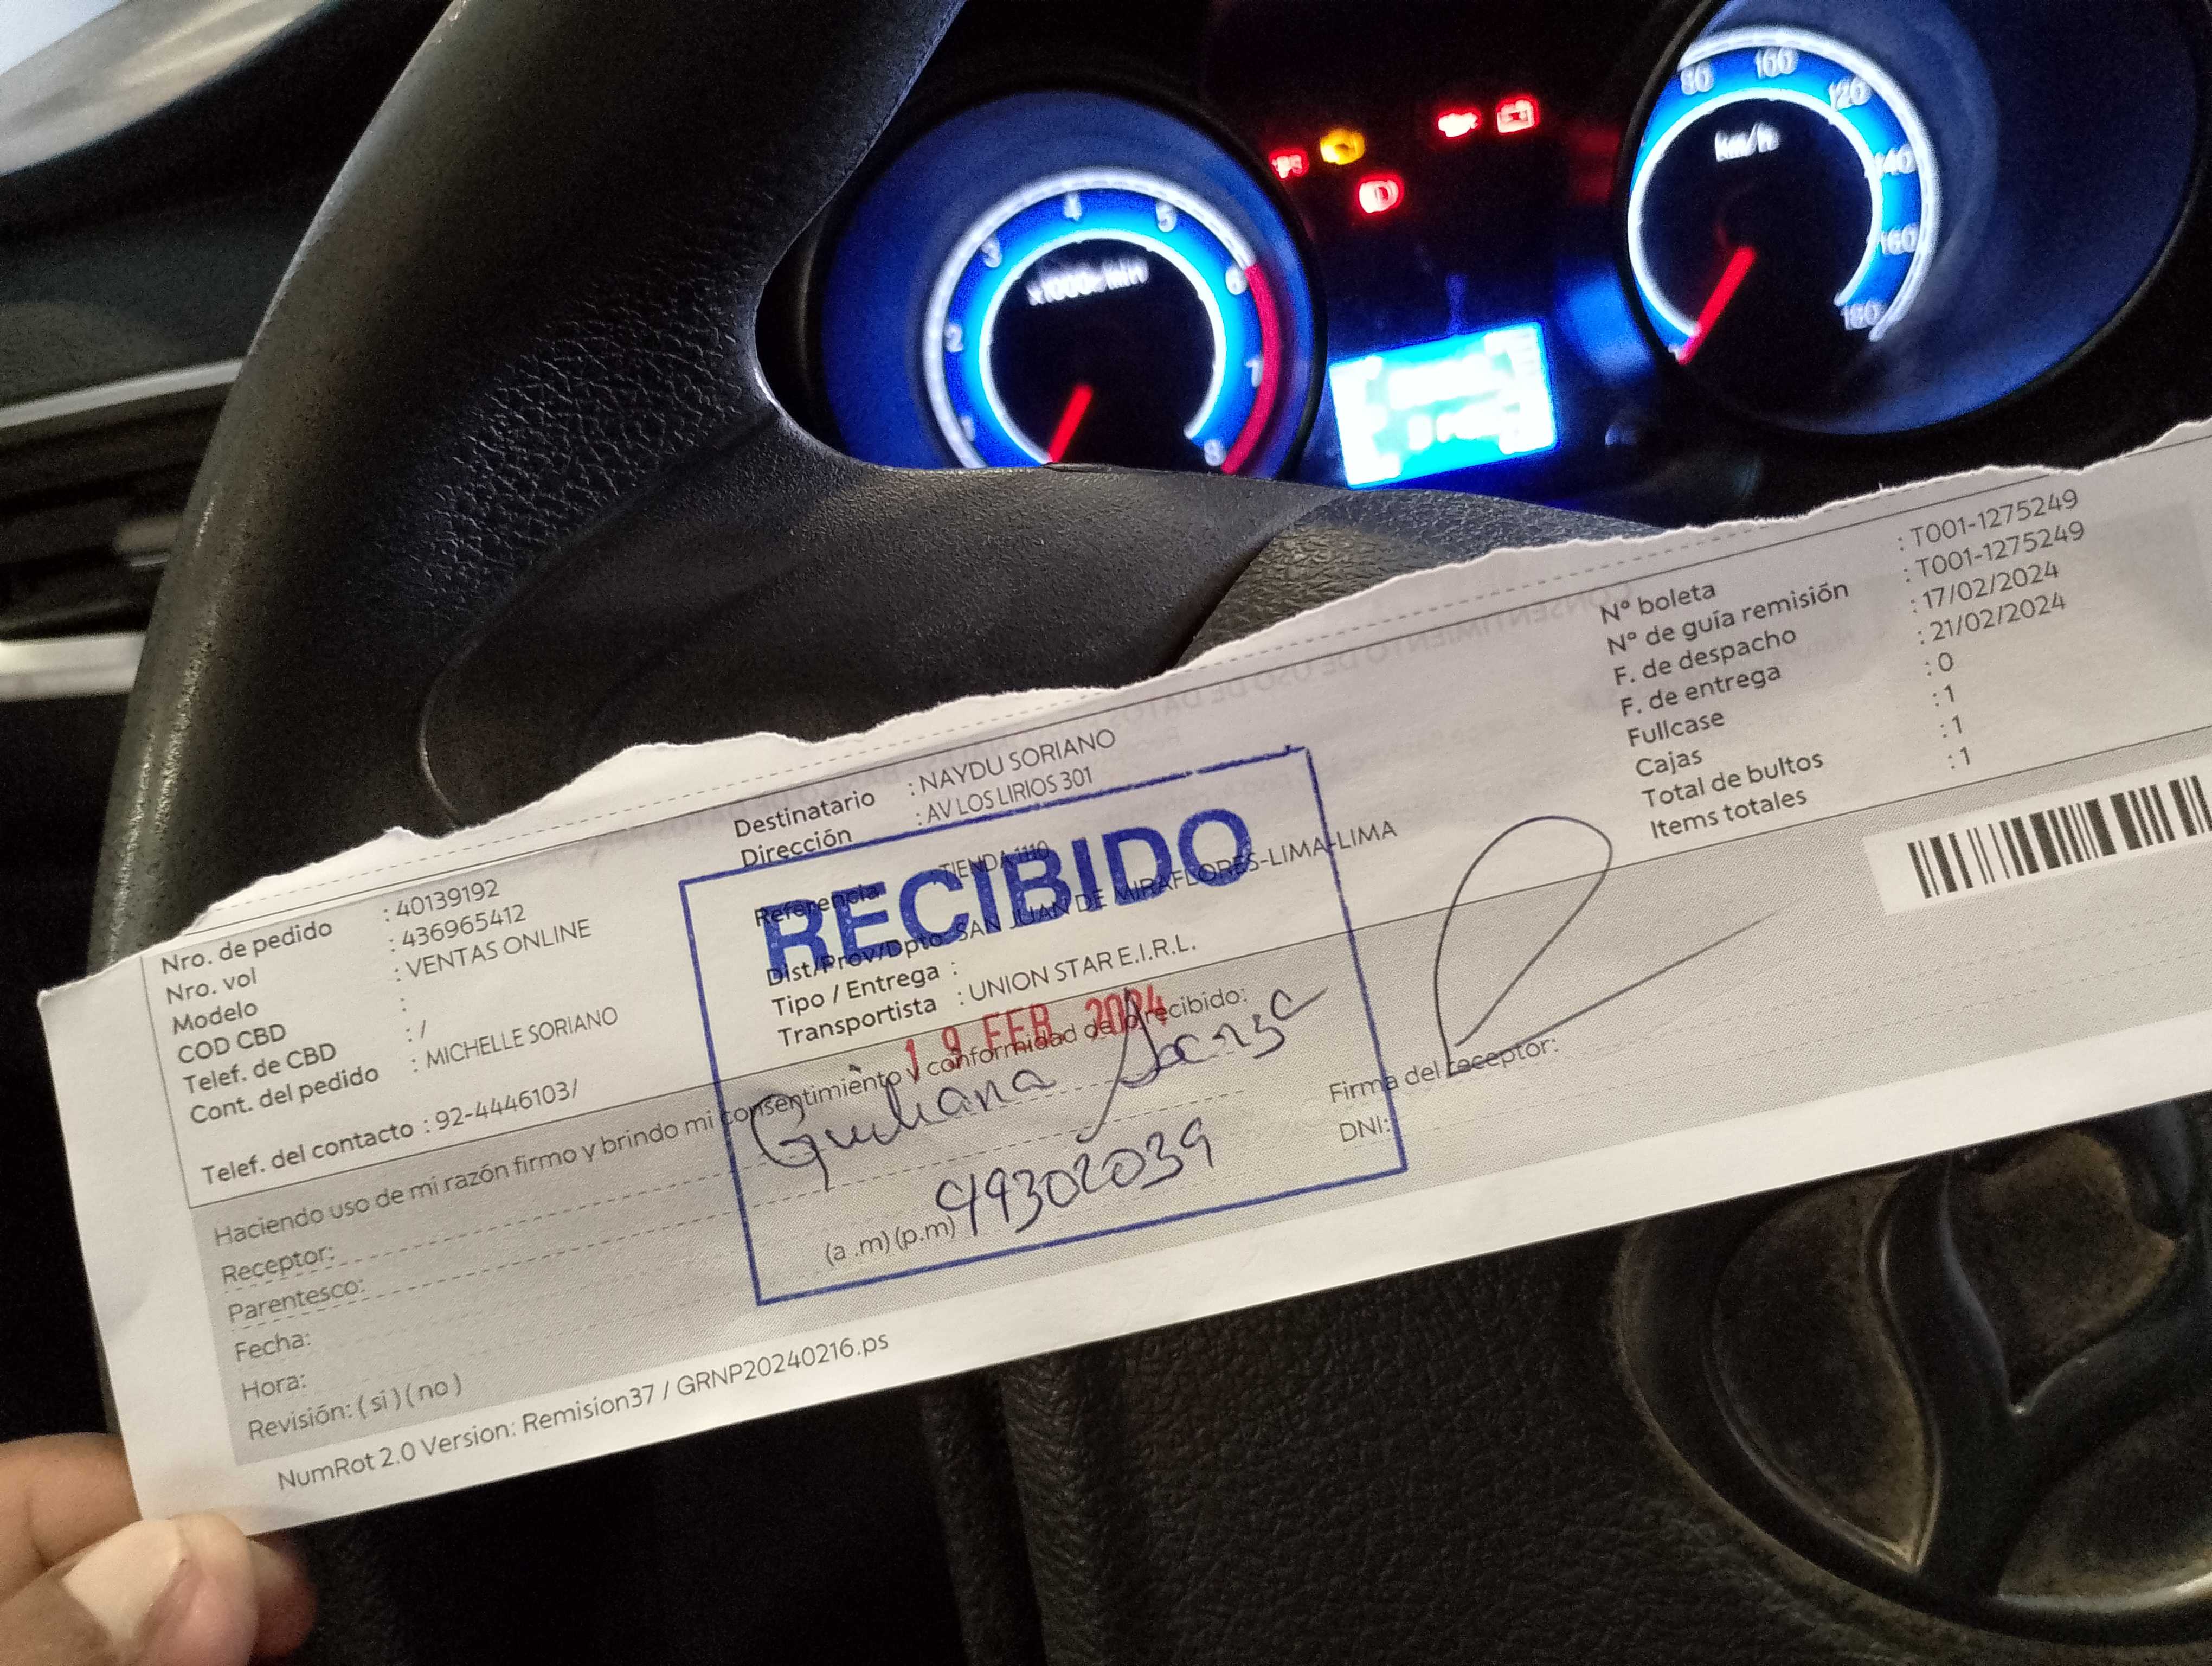 80 100 120 140 160 180
km/h
1 2 3 4 5 6 7 8
x1000r/min
Nº boleta : T001-1275249
Nº de guía remisión : T001-1275249
F. de despacho : 17/02/2024
F. de entrega : 21/02/2024
Fullcase : 0
Cajas : 1
Total de bultos : 1
Items totales : 1
Destinatario : NAYDU SORIANO
Dirección : AV LOS LIRIOS 301
Referencia TIENDA 1110
Dist/Prov/Dpto SAN JUAN DE MIRAFLORES-LIMA-LIMA
Tipo / Entrega :
Transportista : UNION STAR E.I.R.L.
RECIBIDO
19 FEB. 2024
Nro. de pedido : 40139192
Nro. vol : 436965412
Modelo : VENTAS ONLINE
COD CBD :
Telef. de CBD : /
Cont. del pedido : MICHELLE SORIANO
Telef. del contacto : 92-4446103/
Haciendo uso de mi razón firmo y brindo mi consentimiento y conformidad de lo recibido:
Receptor:
Parentesco:
Fecha:
Hora: (a .m) (p.m)
49302039
Revisión: ( si ) ( no )
Firma del receptor:
DNI:
NumRot 2.0 Version: Remision37 / GRNP20240216.ps